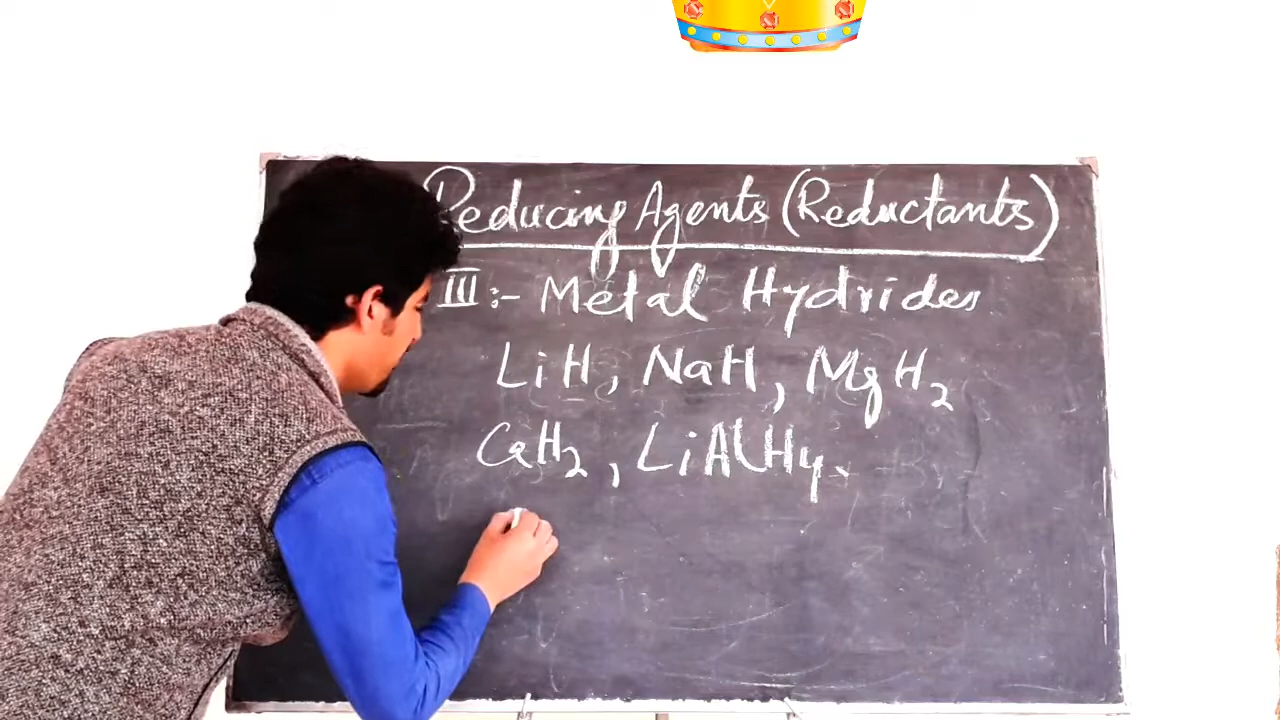 Reducing Agents (Reductants)
III :- Metal Hydrides
LiH, NaH, MgH₂
CaH₂, LiAlH₄,